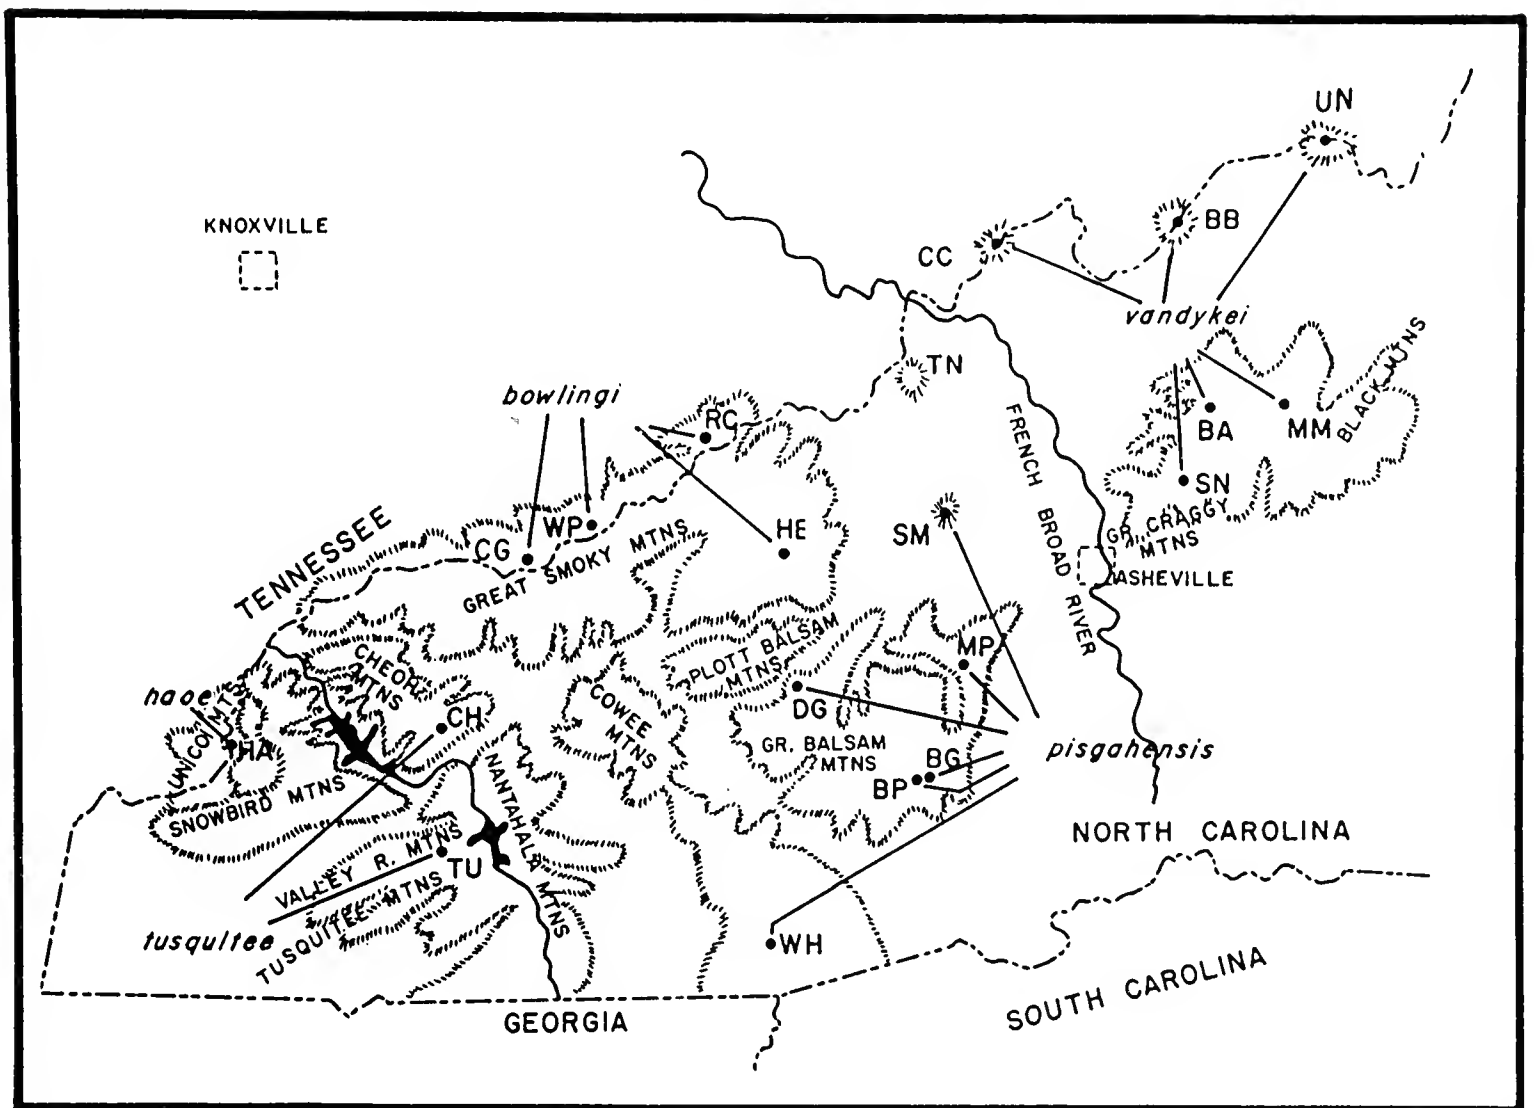 UN
KNOXVILLE
BB
CC
vandykei
TN
bowlingi
RC
BLACK MTNS
BA
MM
FRENCH BROAD RIVER
SN
WP
HE
SM
CG
GR. CRAGGY
MTNS
TENNESSEE
GREAT SMOKY MTNS
ASHEVILLE
PLOTT BALSAM
MTNS
MP
CHEOH
MTNS
haoe
UNICOI MTNS
HA
CH
COWEE
MTNS
DG
GR. BALSAM
MTNS
BG
BP
pisgahensis
SNOWBIRD MTNS
NANTAHALA MTNS
VALLEY R. MTNS
TU
NORTH CAROLINA
TUSQUITEE MTNS
tusquitee
WH
SOUTH CAROLINA
GEORGIA